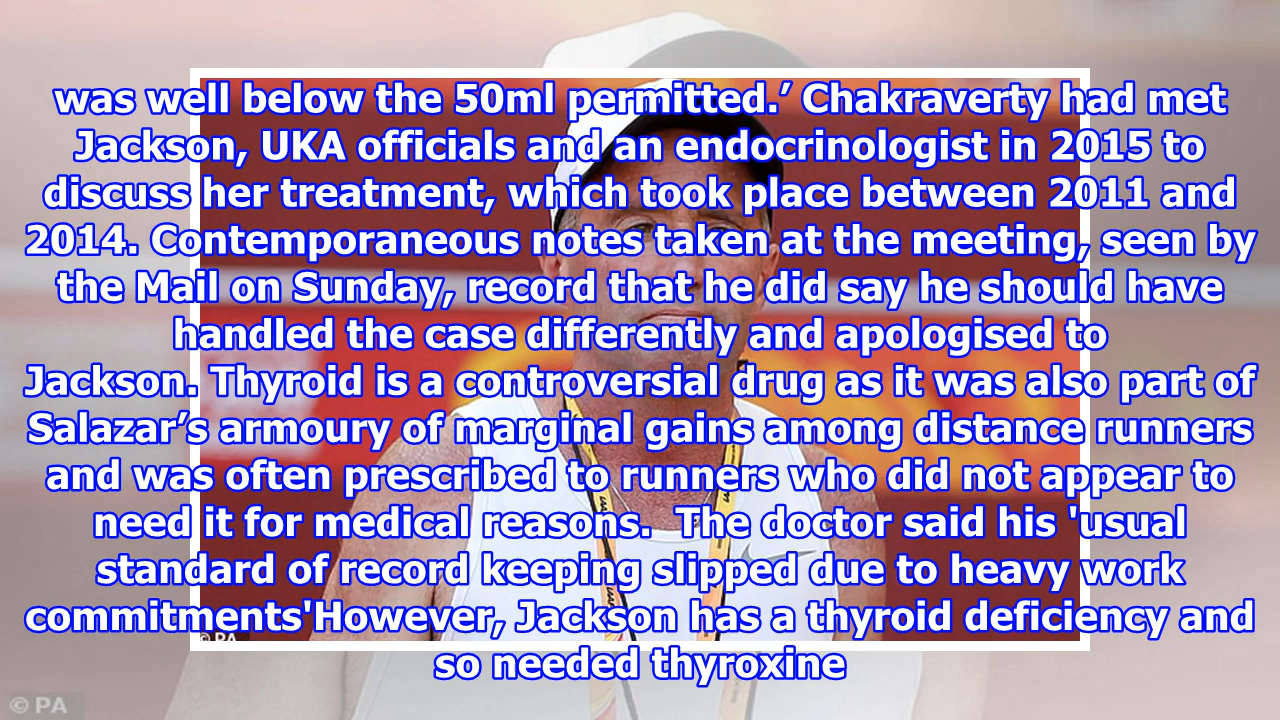 was well below the 50ml permitted.’ Chakraverty had met
Jackson, UKA officials and an endocrinologist in 2015 to
discuss her treatment, which took place between 2011 and
2014. Contemporaneous notes taken at the meeting, seen by
the Mail on Sunday, record that he did say he should have
handled the case differently and apologised to
Jackson. Thyroid is a controversial drug as it was also part of
Salazar’s armoury of marginal gains among distance runners
and was often prescribed to runners who did not appear to
need it for medical reasons.  The doctor said his 'usual
standard of record keeping slipped due to heavy work
commitments'However, Jackson has a thyroid deficiency and
so needed thyroxine
© PA
© PA